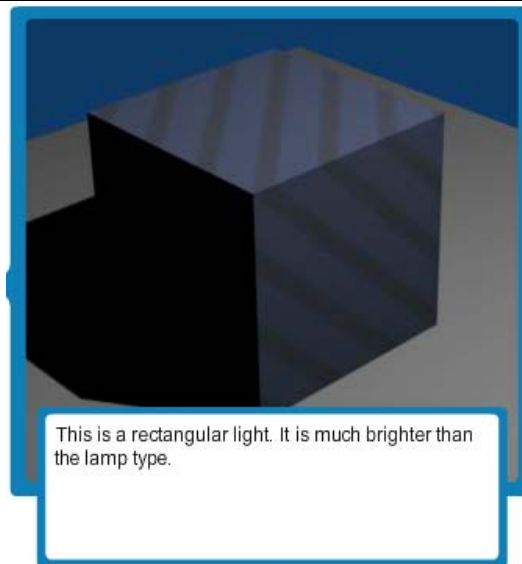 This is a rectangular light. It is much brighter than
the lamp type.